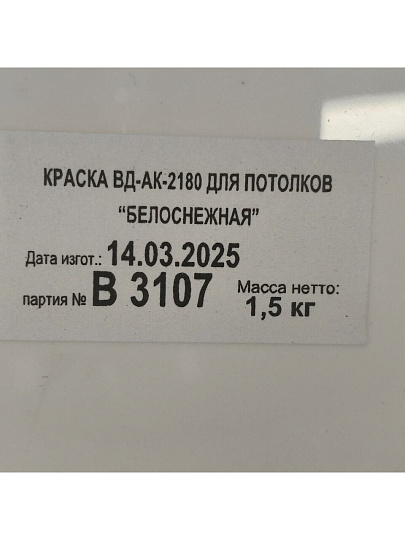 КРАСКА ВД-АК-2180 ДЛЯ ПОТОЛКОВ
“БЕЛОСНЕЖНАЯ”
Дата изгот.: 14.03.2025
партия № В 3107 Масса нетто:
1,5 кг